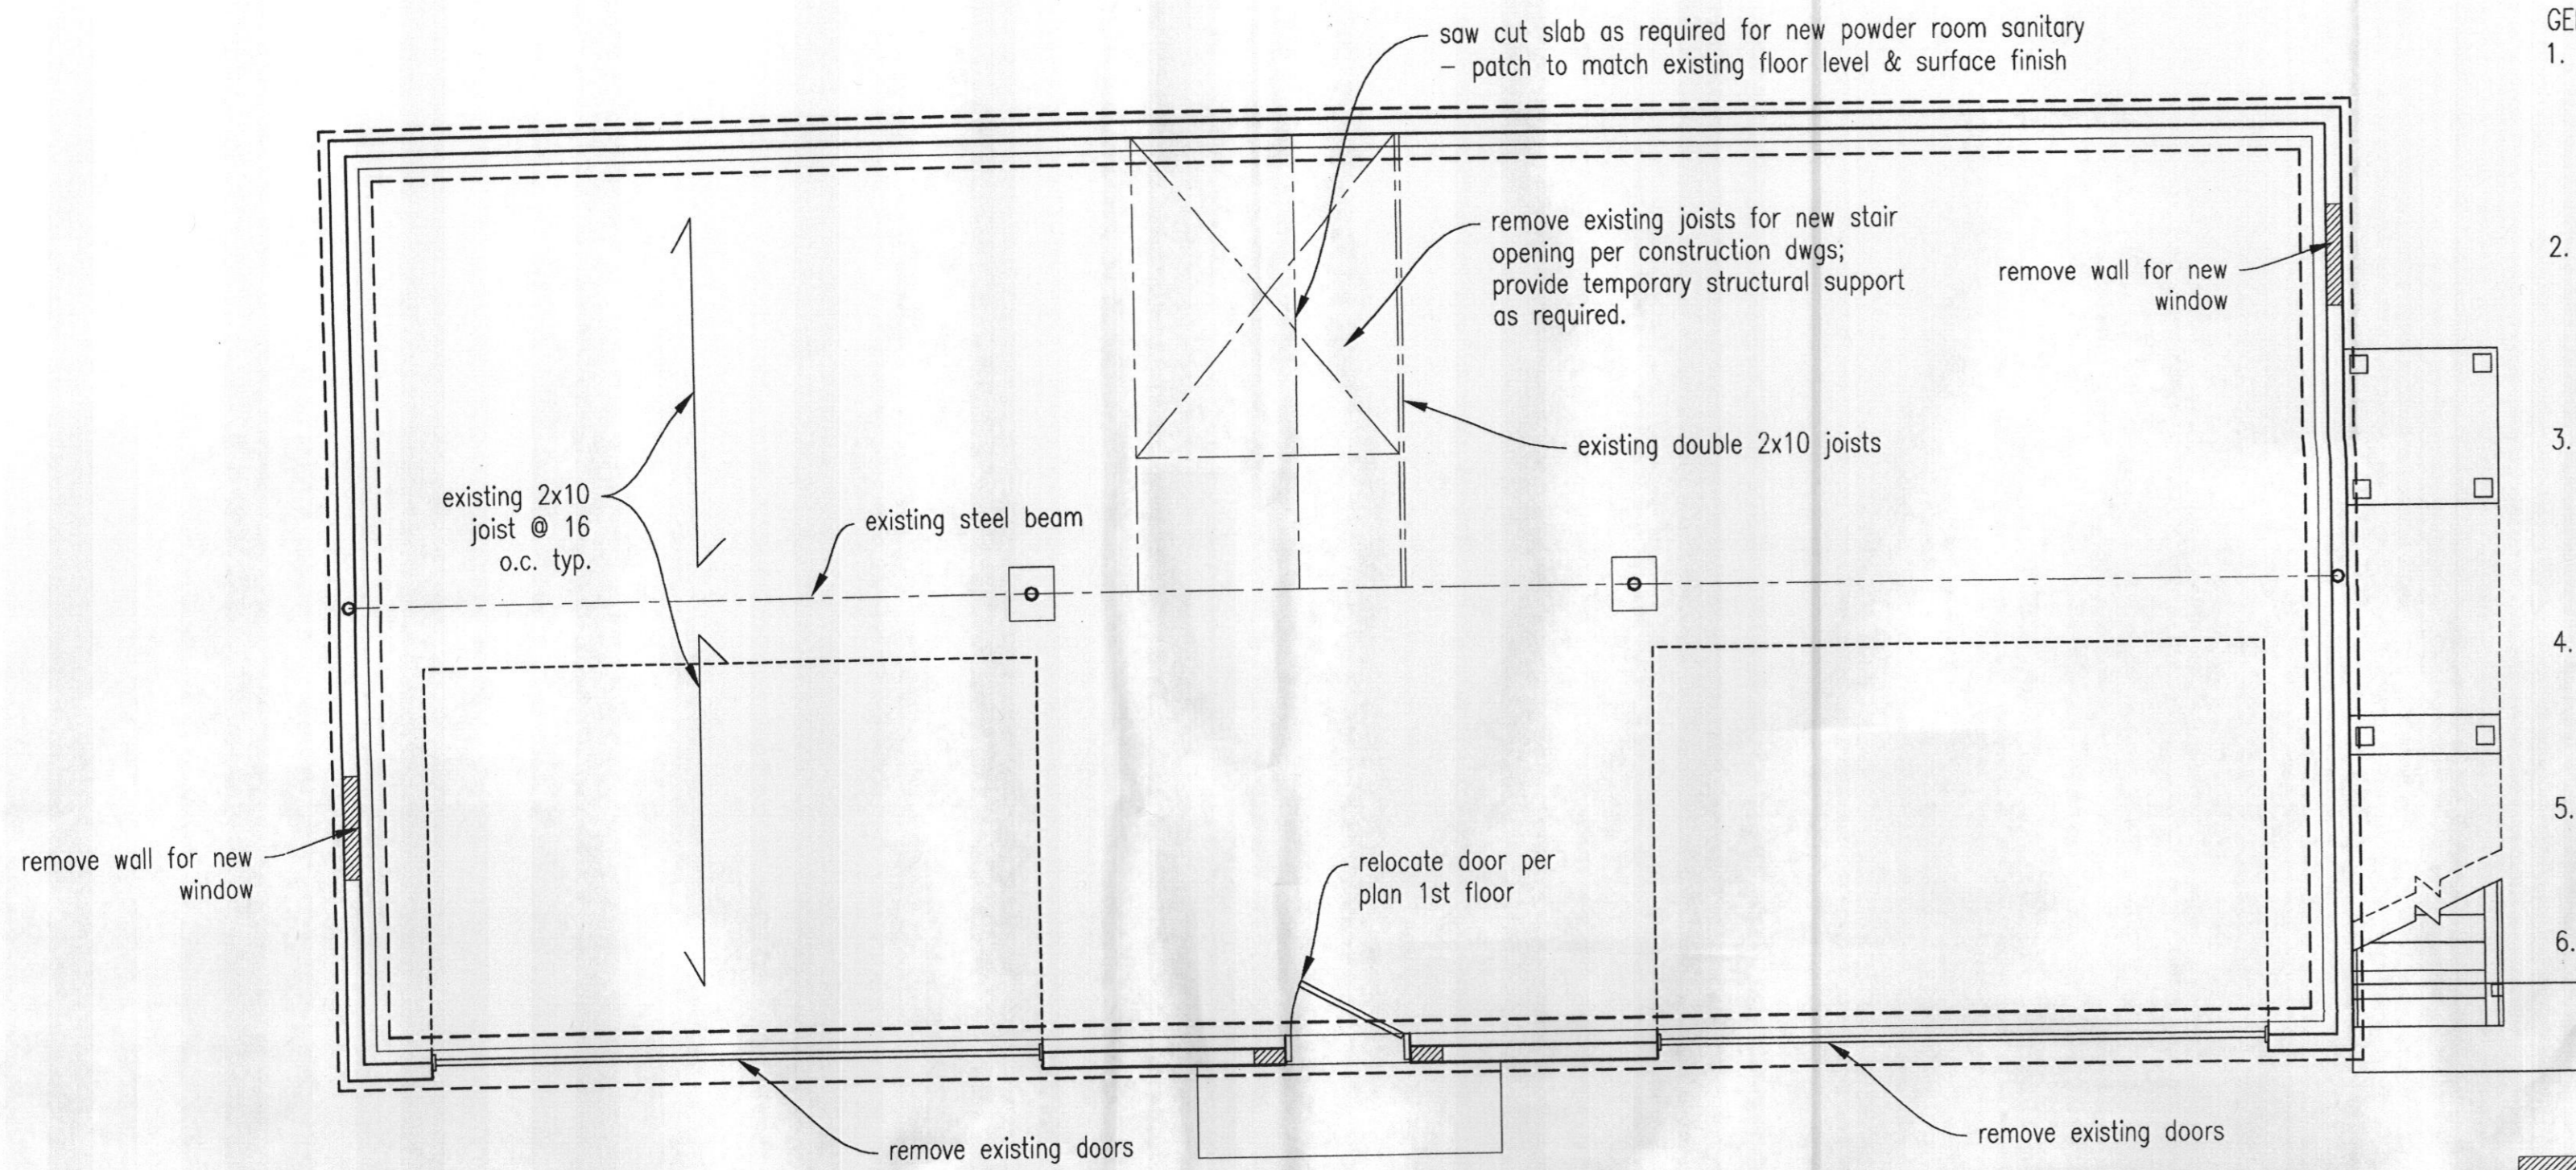 saw cut slab as required for new powder room sanitary
- patch to match existing floor level & surface finish
GE
1.
remove existing joists for new stair
opening per construction dwgs;
provide temporary structural support
as required.
remove wall for new
window
2.
existing double 2x10 joists
3.
existing 2x10
joist @ 16
o.c. typ.
existing steel beam
4.
5.
remove wall for new
window
relocate door per
plan 1st floor
6.
remove existing doors
remove existing doors